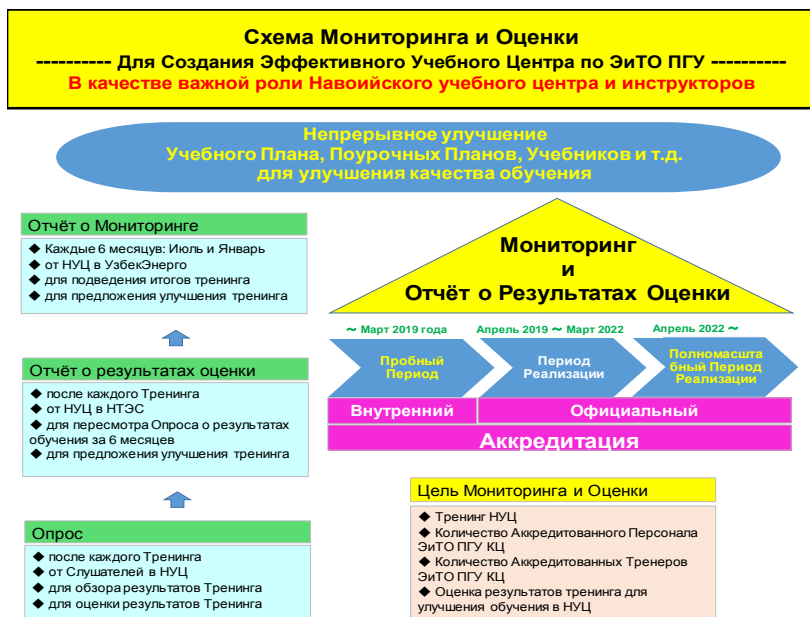 Схема Мониторинга и Оценки
---------- Для Создания Эффективного Учебного Центра по ЭиТО ПГУ ----------
В качестве важной роли Навоийского учебного центра и инструкторов
Непрерывное улучшение
Учебного Плана, Поурочных Планов, Учебников и т.д.
для улучшения качества обучения
Отчёт о Мониторинге
◆ Каждые 6 месяцув: Июль и Январь
◆ от НУЦ в УзбекЭнерго
◆ для подведения итогов тренинга
◆ для предложения улучшения тренинга
Отчёт о результатах оценки
◆ после каждого Тренинга
◆ от НУЦ в НТЭС
◆ для пересмотра Опроса о результатах
обучения за 6 месяцев
◆ для предложения улучшения тренинга
Опрос
◆ после каждого Тренинга
◆ от Слушателей в НУЦ
◆ для обзора результатов Тренинга
◆ для оценки результатов Тренинга
Мониторинг
и
Отчёт о Результатах Оценки
~ Март 2019 года
Апрель 2019 ~ Март 2022
Апрель 2022 ~
Пробный
Период
Период
Реализации
Полномасшта
бный Период
Реализации
Внутренний
Официальный
Аккредитация
Цель Мониторинга и Оценки
◆ Тренинг НУЦ
◆ Количество Аккредитованного Персонала
ЭиТО ПГУ КЦ
◆ Количество Аккредитованных Тренеров
ЭиТО ПГУ КЦ
◆ Оценка результатов тренинга для
улучшения обучения в НУЦ